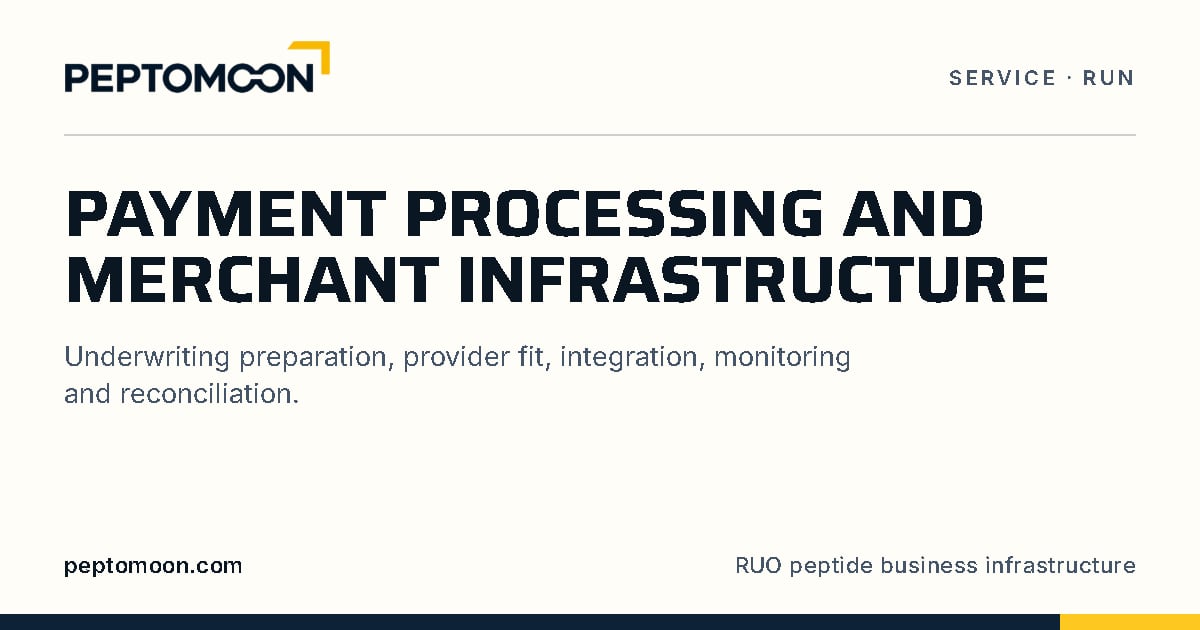 PEPTOMOON
SERVICE · RUN
PAYMENT PROCESSING AND
MERCHANT INFRASTRUCTURE
Underwriting preparation, provider fit, integration, monitoring
and reconciliation.
peptomoon.com
RUO peptide business infrastructure